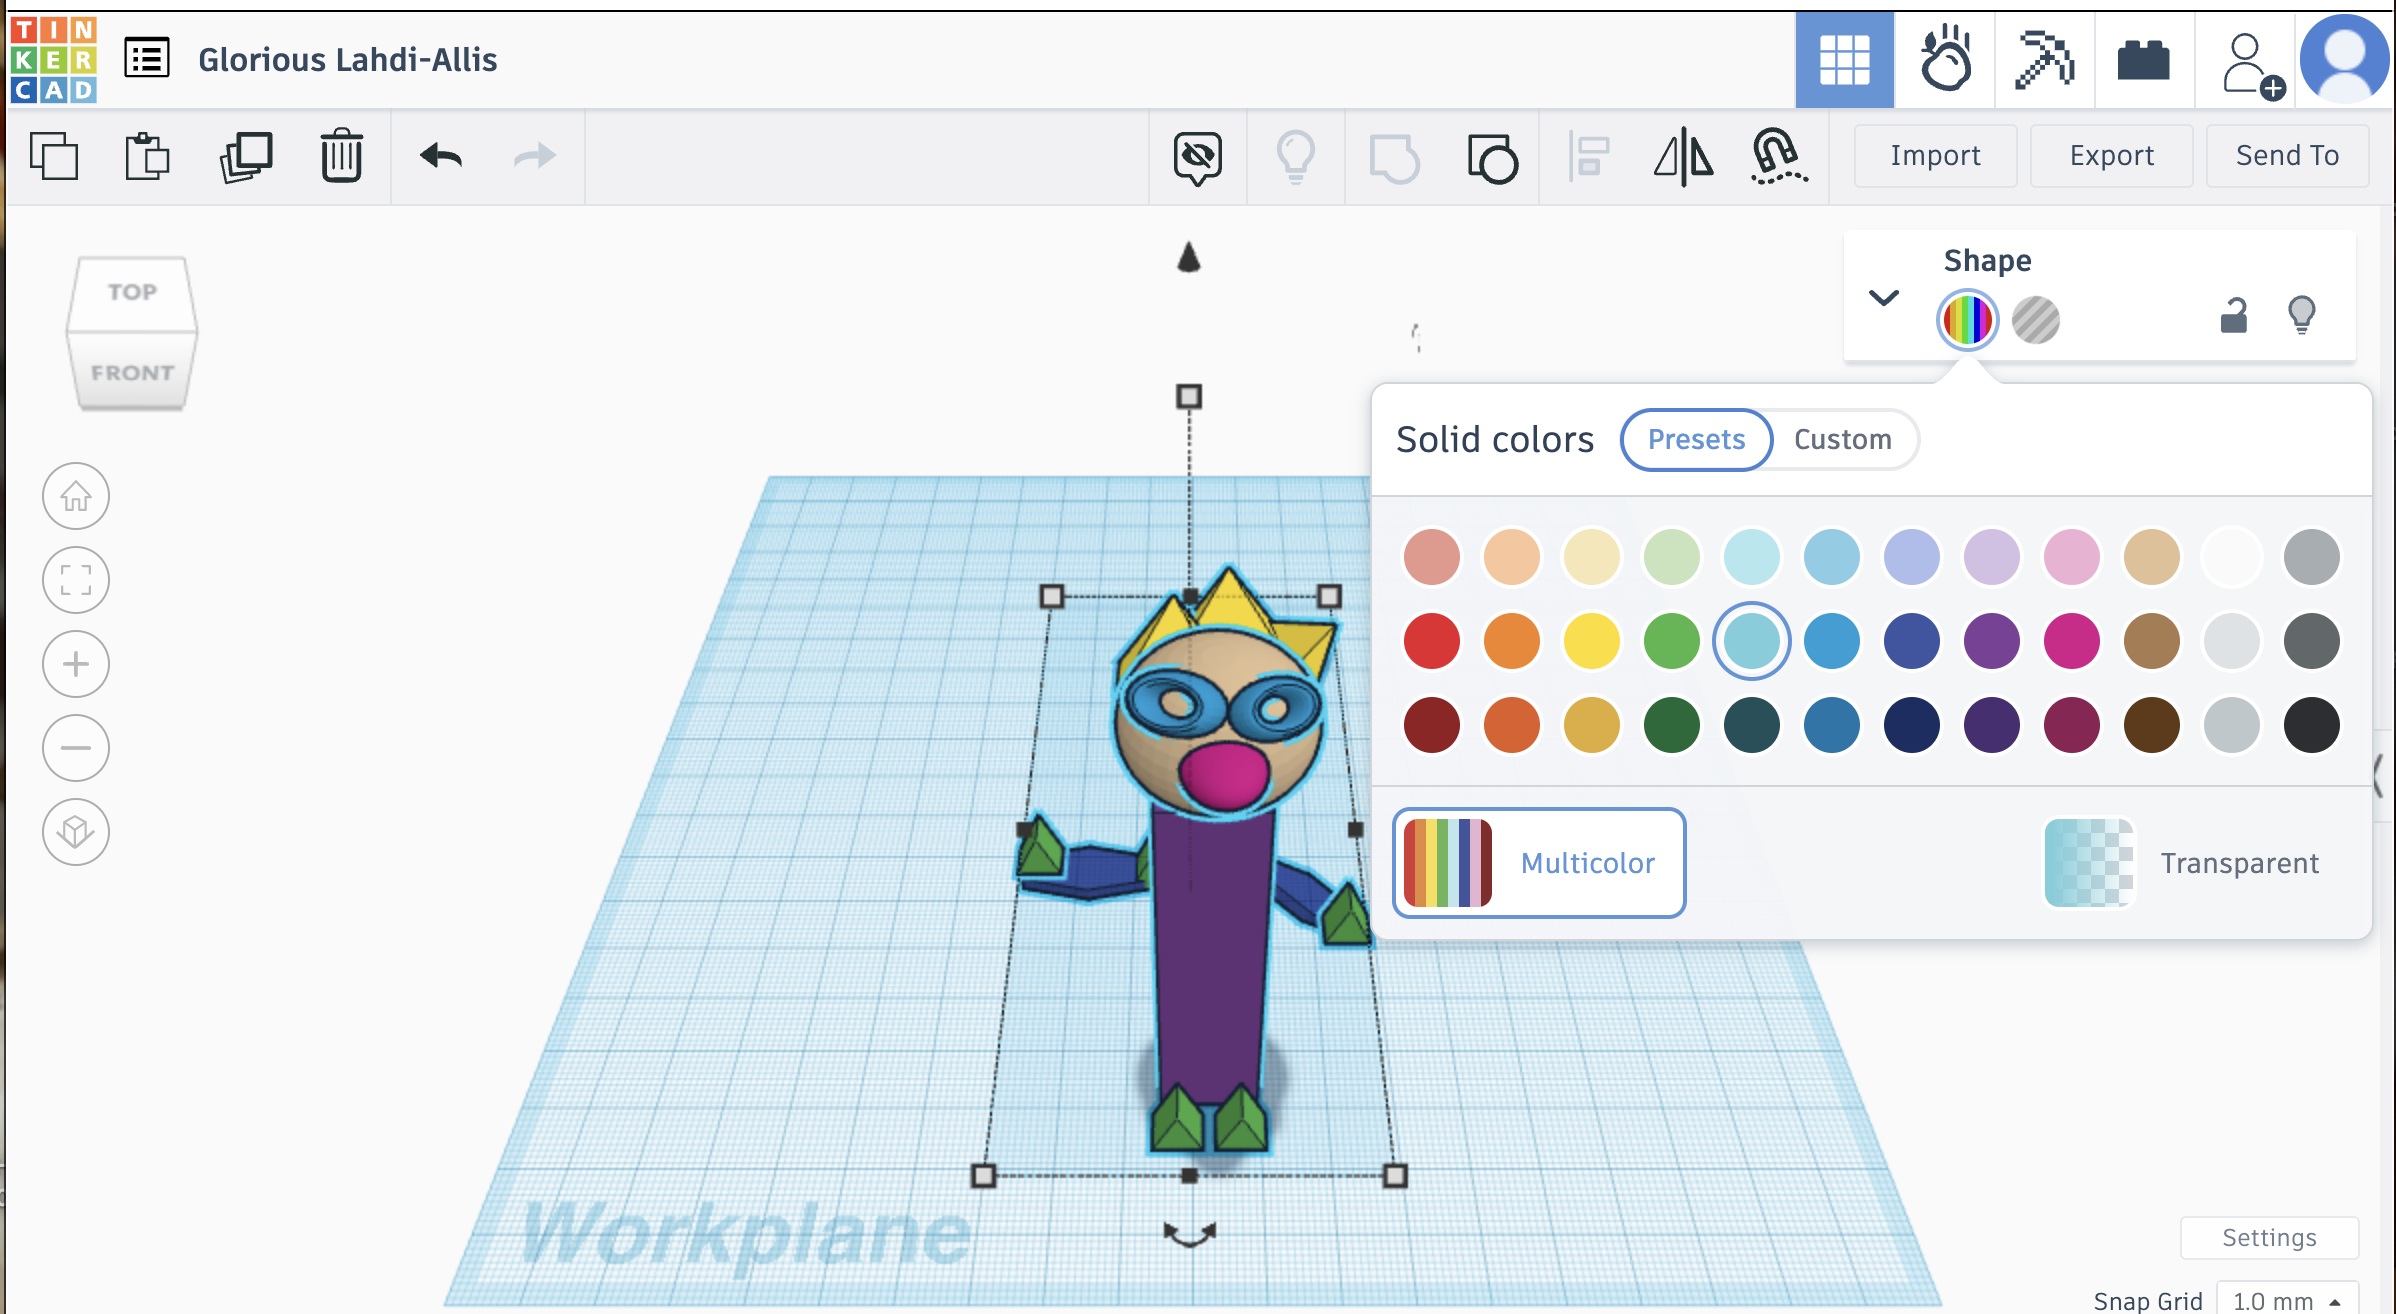 TIN
KER
CAD
Glorious Lahdi-Allis
Import
Export
Send To
TOP
FRONT
Shape
Solid colors
Presets
Custom
Multicolor
Transparent
Workplane
Settings
Snap Grid
1.0 mm